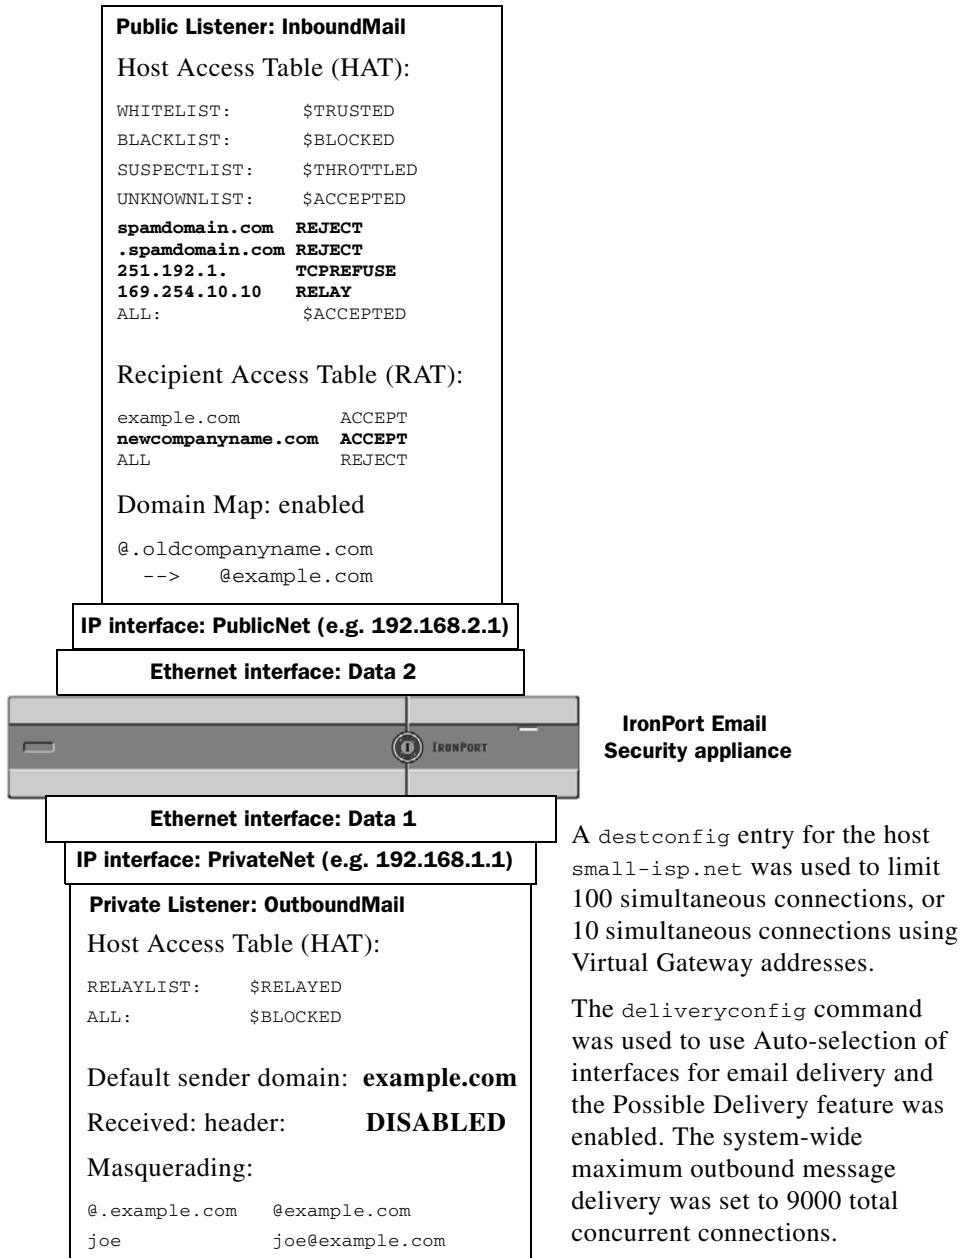 Public Listener: InboundMail
Host Access Table (HAT):
WHITELIST: $TRUSTED
BLACKLIST: $BLOCKED
SUSPECTLIST: $THROTTLED
UNKNOWNLIST: $ACCEPTED
spamdomain.com REJECT
.spamdomain.com REJECT
251.192.1. TCPREFUSE
169.254.10.10 RELAY
ALL: $ACCEPTED
Recipient Access Table (RAT):
example.com ACCEPT
newcompanyname.com ACCEPT
ALL REJECT
Domain Map: enabled
@.oldcompanyname.com
--> @example.com
IP interface: PublicNet (e.g. 192.168.2.1)
Ethernet interface: Data 2
IRONPORT
IronPort Email
Security appliance
Ethernet interface: Data 1
IP interface: PrivateNet (e.g. 192.168.1.1)
Private Listener: OutboundMail
Host Access Table (HAT):
RELAYLIST: $RELAYED
ALL: $BLOCKED
Default sender domain: example.com
Received: header: DISABLED
Masquerading:
@.example.com @example.com
joe joe@example.com
A destconfig entry for the host
small-isp.net was used to limit
100 simultaneous connections, or
10 simultaneous connections using
Virtual Gateway addresses.
The deliveryconfig command
was used to use Auto-selection of
interfaces for email delivery and
the Possible Delivery feature was
enabled. The system-wide
maximum outbound message
delivery was set to 9000 total
concurrent connections.